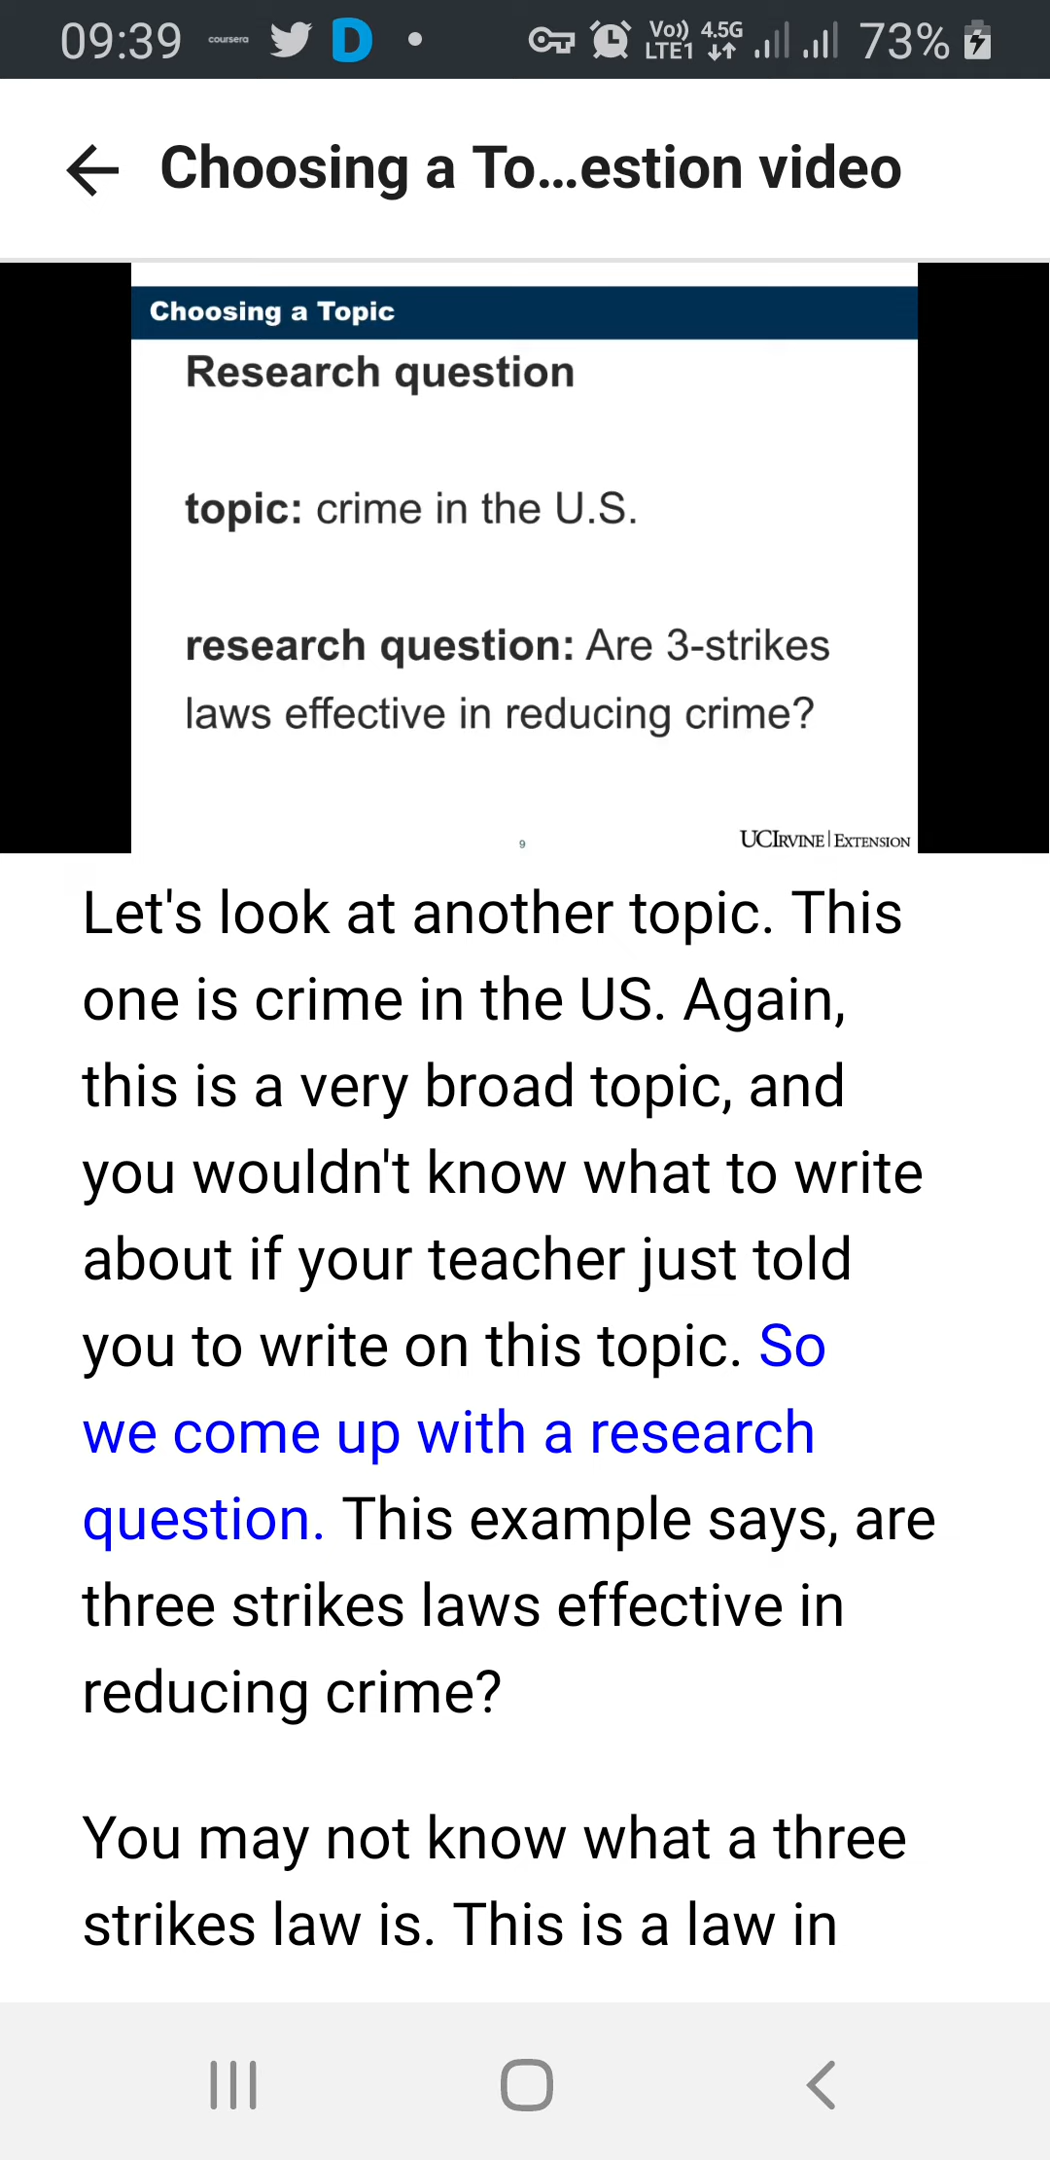 09:39 coursera D Vo)) LTE1 4.5G 73%
Choosing a To...estion video
Choosing a Topic
Research question
topic: crime in the U.S.
research question: Are 3-strikes
laws effective in reducing crime?
9 UCIRVINE | EXTENSION
Let's look at another topic. This
one is crime in the US. Again,
this is a very broad topic, and
you wouldn't know what to write
about if your teacher just told
you to write on this topic. So
we come up with a research
question. This example says, are
three strikes laws effective in
reducing crime?
You may not know what a three
strikes law is. This is a law in